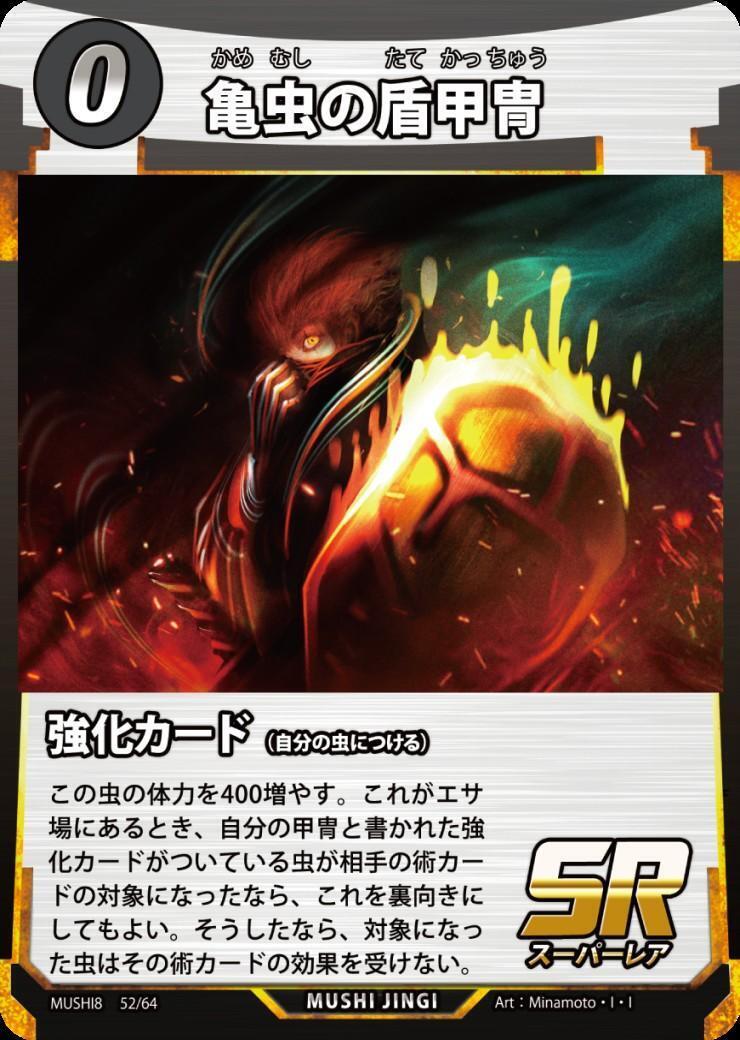 0
かめ むし たて かっ ちゅう
亀虫の盾甲冑
強化カード (自分の虫につける)
この虫の体力を400増やす。これがエサ
場にあるとき、自分の甲冑と書かれた強
化カードがついている虫が相手の術カー
ドの対象になったなら、これを裏向きに
してもよい。そうしたなら、対象になっ
た虫はその術カードの効果を受けない。
SR
スーパーレア
MUSHI8 52/64 MUSHI JINGI Art：Minamoto・I・I